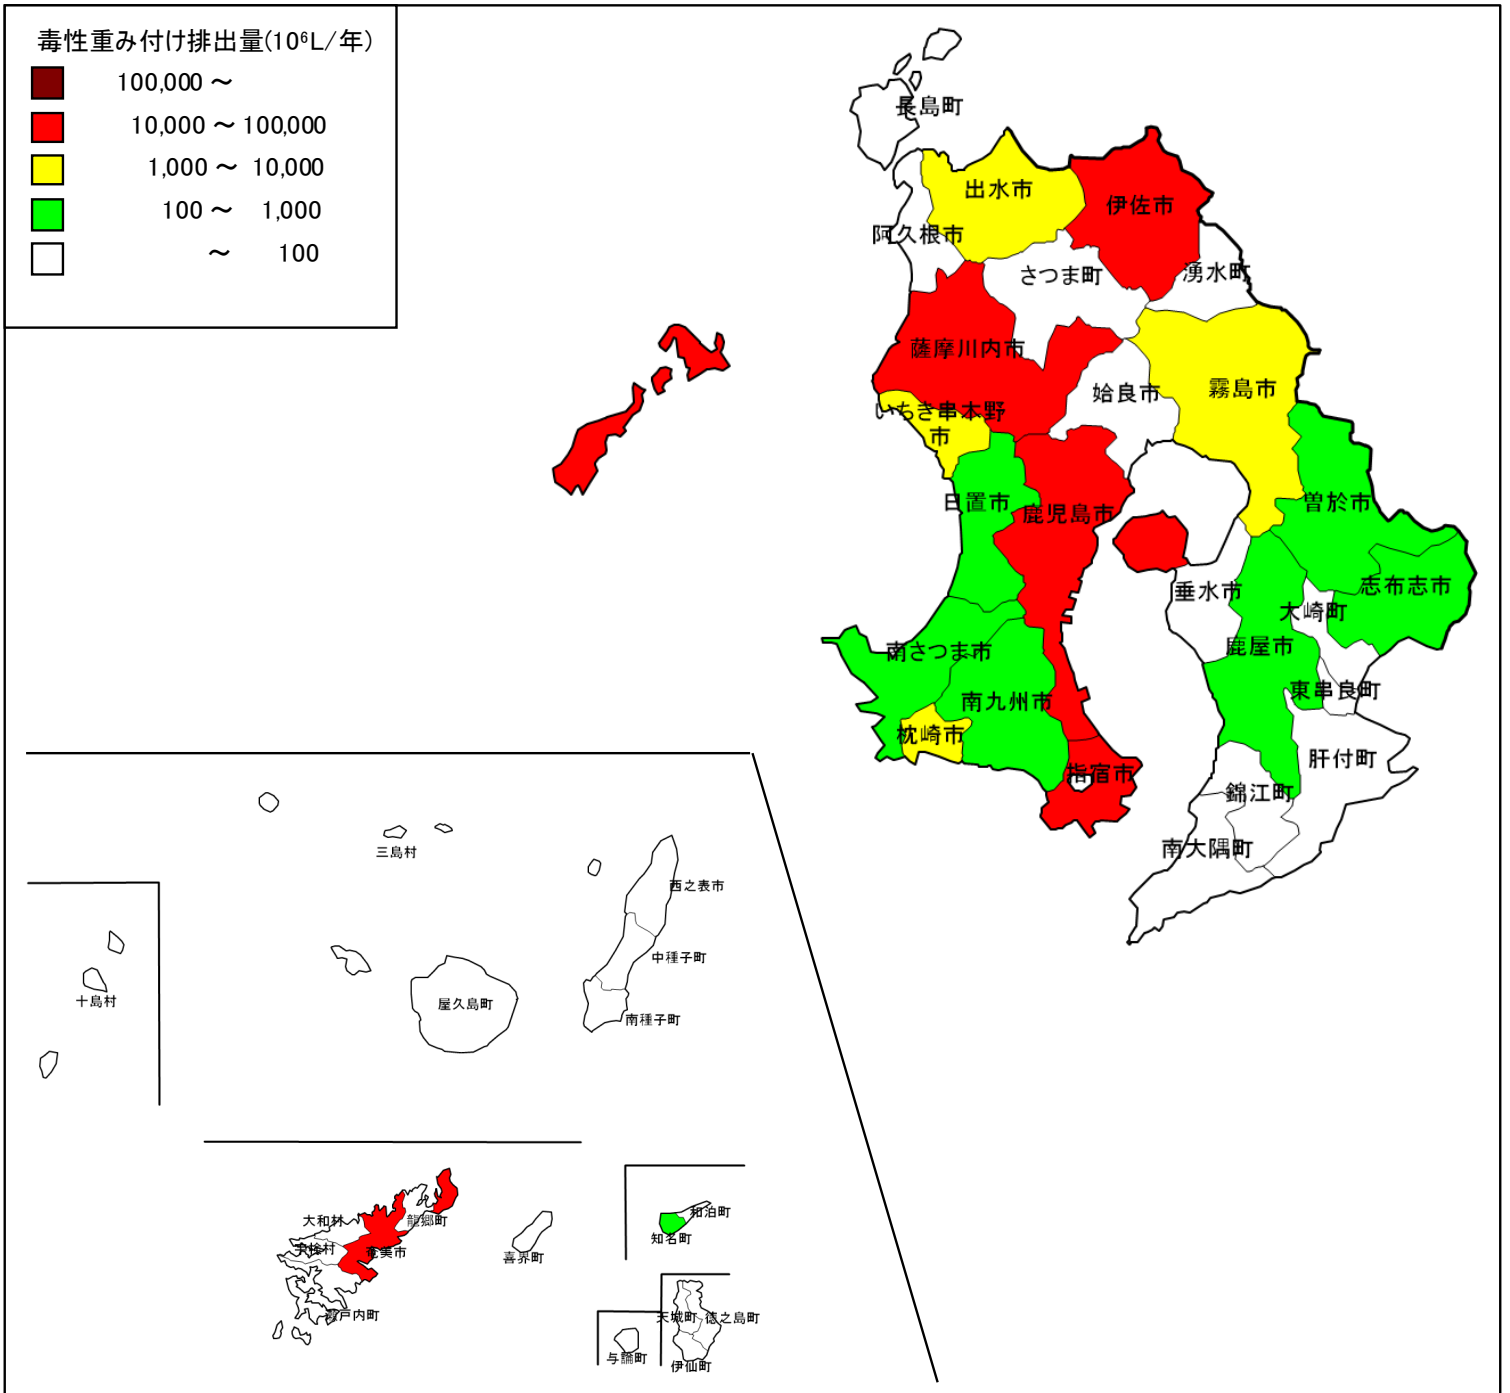 毒性重み付け排出量(10⁶L/年)
100,000 ～
10,000 ～ 100,000
1,000 ～ 10,000
100 ～ 1,000
～ 100
長島町
出水市
伊佐市
阿久根市
さつま町
湧水町
薩摩川内市
姶良市
霧島市
いちき串木野
市
日置市
鹿児島市
曽於市
垂水市
大崎町
志布志市
南さつま市
鹿屋市
南九州市
東串良町
枕崎市
指宿市
肝付町
錦江町
南大隅町
三島村
西之表市
中種子町
十島村
屋久島町
南種子町
大和村
龍郷町
宇検村
奄美市
喜界町
瀬戸内町
和泊町
知名町
天城町
徳之島町
与論町
伊仙町